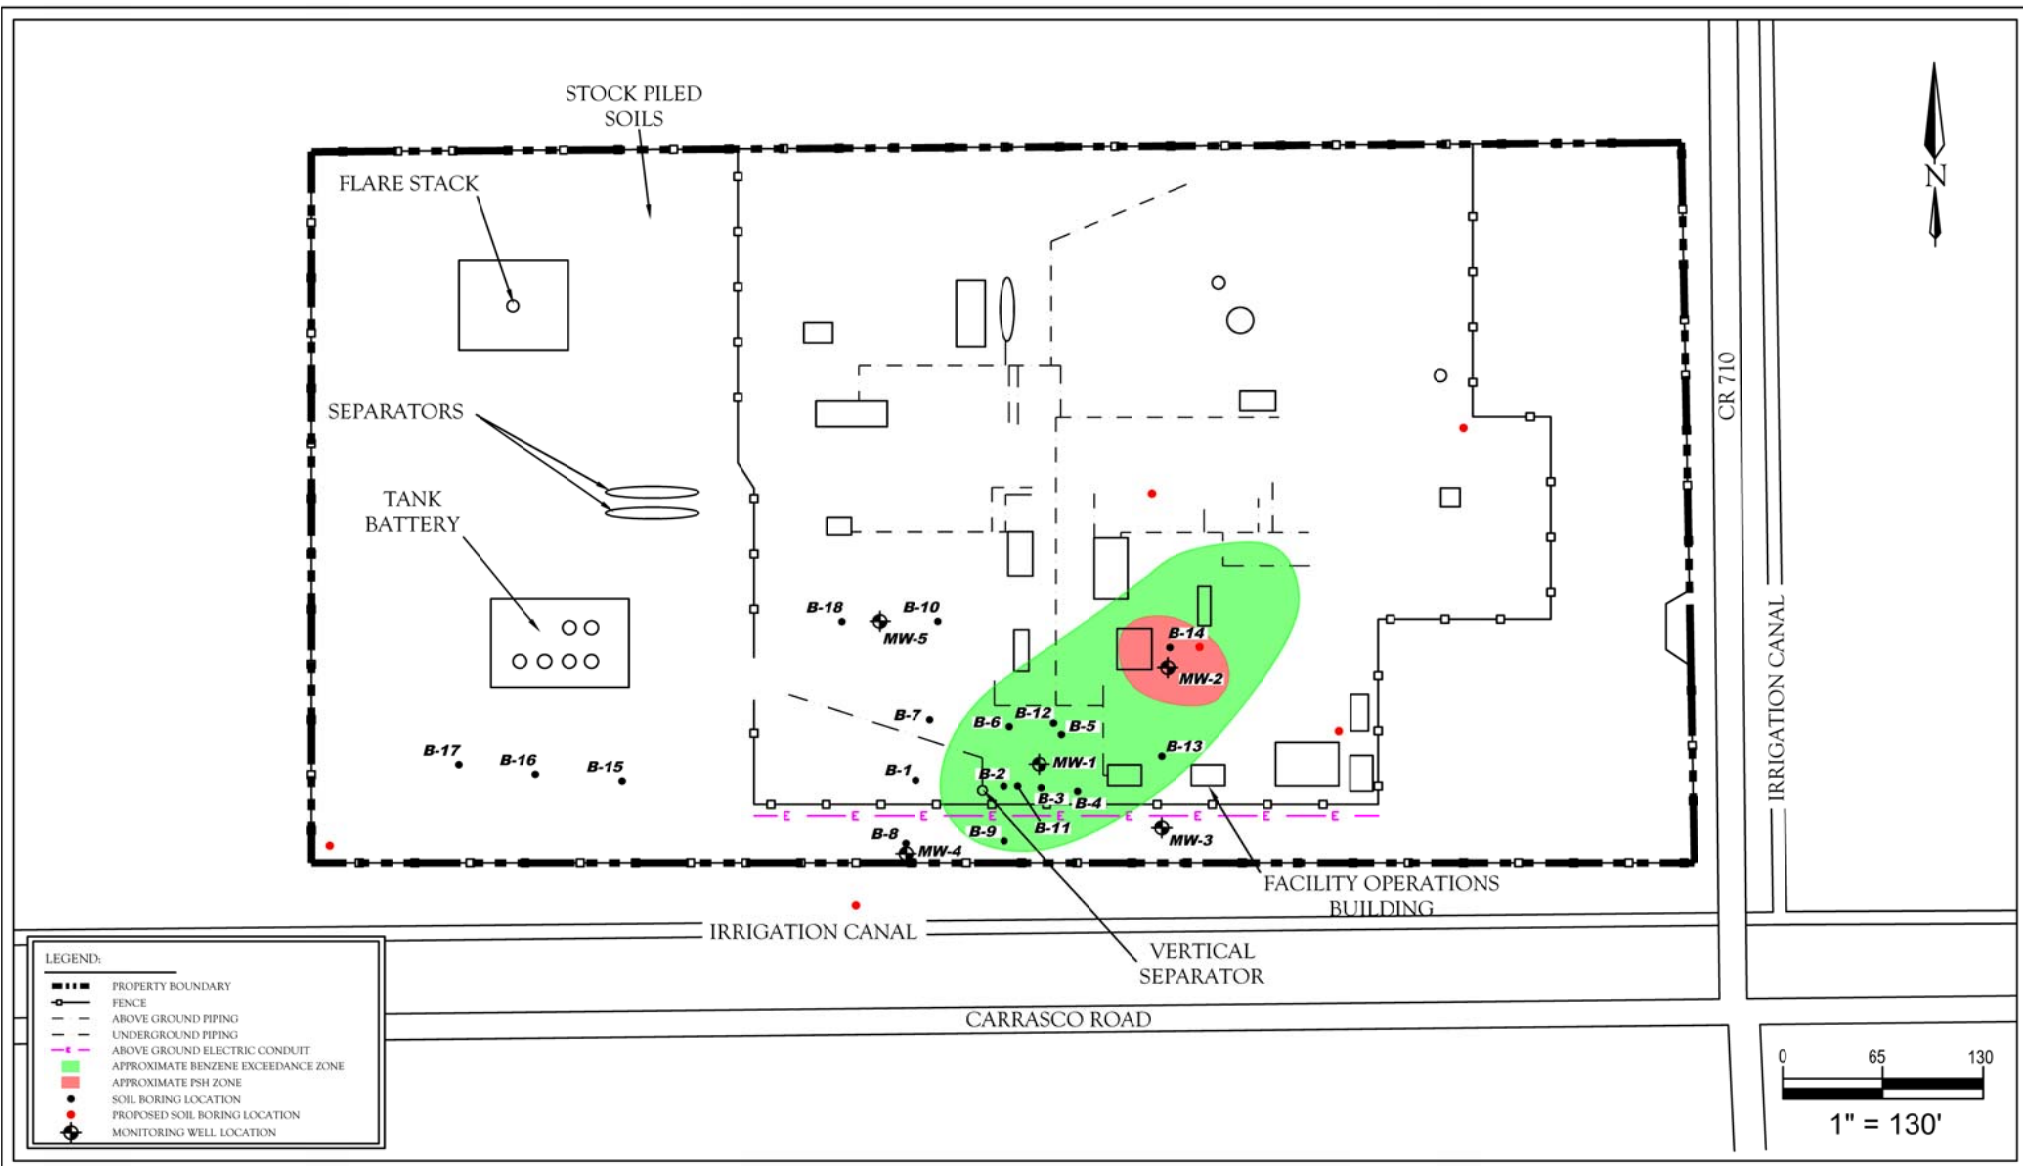 STOCK PILED
SOILS
FLARE STACK
N
CR 710
SEPARATORS
TANK
BATTERY
IRRIGATION CANAL
B-18
B-10
MW-5
B-14
MW-2
B-7
B-6
B-12
B-5
B-17
B-16
B-15
B-1
B-2
MW-1
B-13
B-3
B-4
E E E E E E E E E
B-8
MW-4
B-9
B-11
MW-3
FACILITY OPERATIONS
BUILDING
IRRIGATION CANAL
VERTICAL
SEPARATOR
CARRASCO ROAD
LEGEND:
PROPERTY BOUNDARY
FENCE
ABOVE GROUND PIPING
UNDERGROUND PIPING
E ABOVE GROUND ELECTRIC CONDUIT
APPROXIMATE BENZENE EXCEEDANCE ZONE
APPROXIMATE PSH ZONE
SOIL BORING LOCATION
PROPOSED SOIL BORING LOCATION
MONITORING WELL LOCATION
0 65 130
1" = 130'